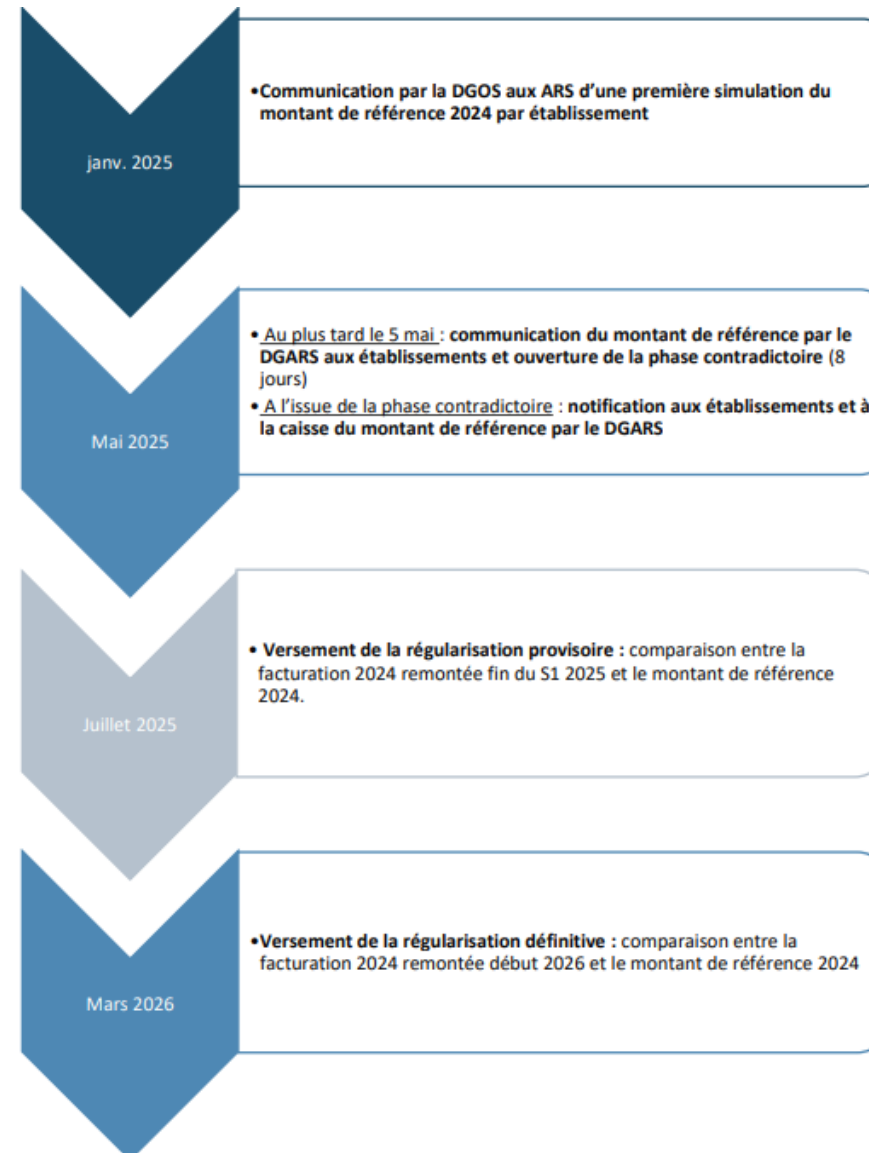 janv. 2025
•Communication par la DGOS aux ARS d’une première simulation du
montant de référence 2024 par établissement
Mai 2025
• Au plus tard le 5 mai : communication du montant de référence par le
DGARS aux établissements et ouverture de la phase contradictoire (8
jours)
• A l’issue de la phase contradictoire : notification aux établissements et à
la caisse du montant de référence par le DGARS
Juillet 2025
• Versement de la régularisation provisoire : comparaison entre la
facturation 2024 remontée fin du S1 2025 et le montant de référence
2024.
Mars 2026
•Versement de la régularisation définitive : comparaison entre la
facturation 2024 remontée début 2026 et le montant de référence 2024